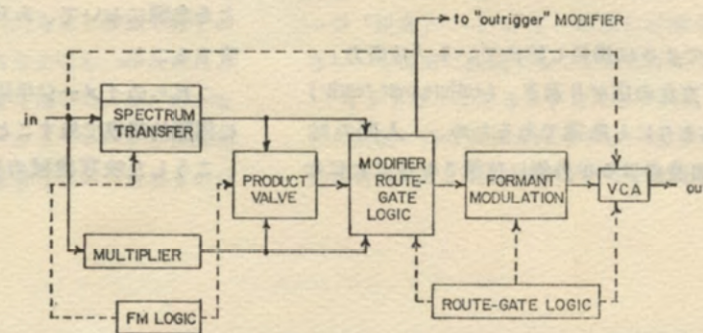 to "outrigger" MODIFIER
in
SPECTRUM
TRANSFER
PRODUCT
VALVE
MODIFIER
ROUTE-
GATE
LOGIC
FORMANT
MODULATION
VCA
out
MULTIPLIER
FM LOGIC
ROUTE-GATE LOGIC